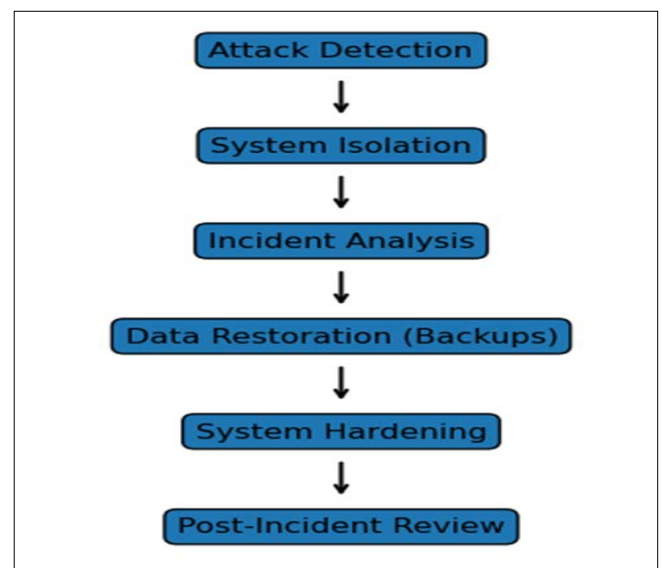 Attack Detection
System Isolation
Incident Analysis
Data Restoration (Backups)
System Hardening
Post-Incident Review